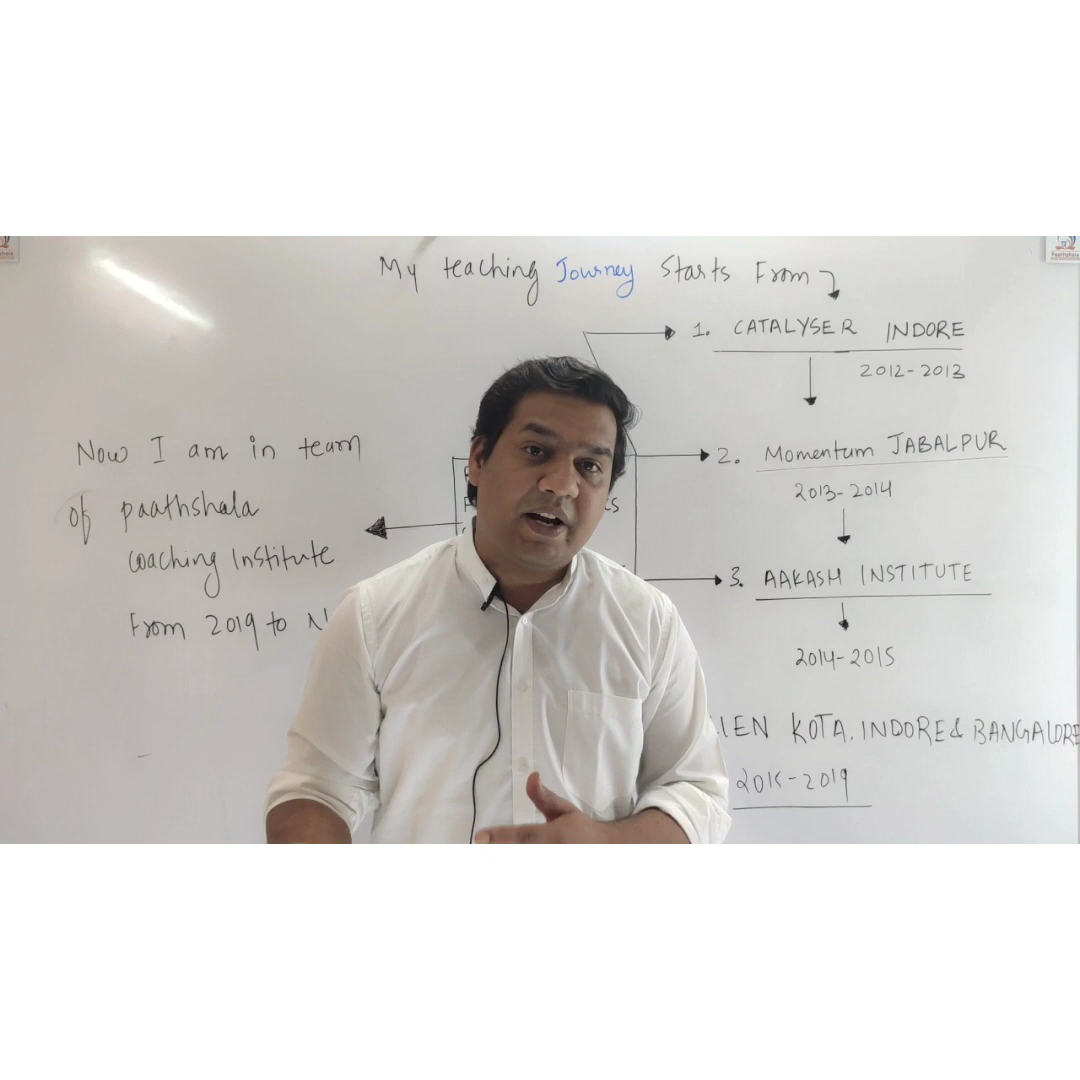 My teaching Journey Starts From
1. CATALYSER INDORE
2012-2013
2. Momentum JABALPUR
2013-2014
3. AAKASH INSTITUTE
2014-2015
KOTA, INDORE & BANGALORE
Now I am in team
of paathshala
coaching Institute
From 2019 to
Paathshala